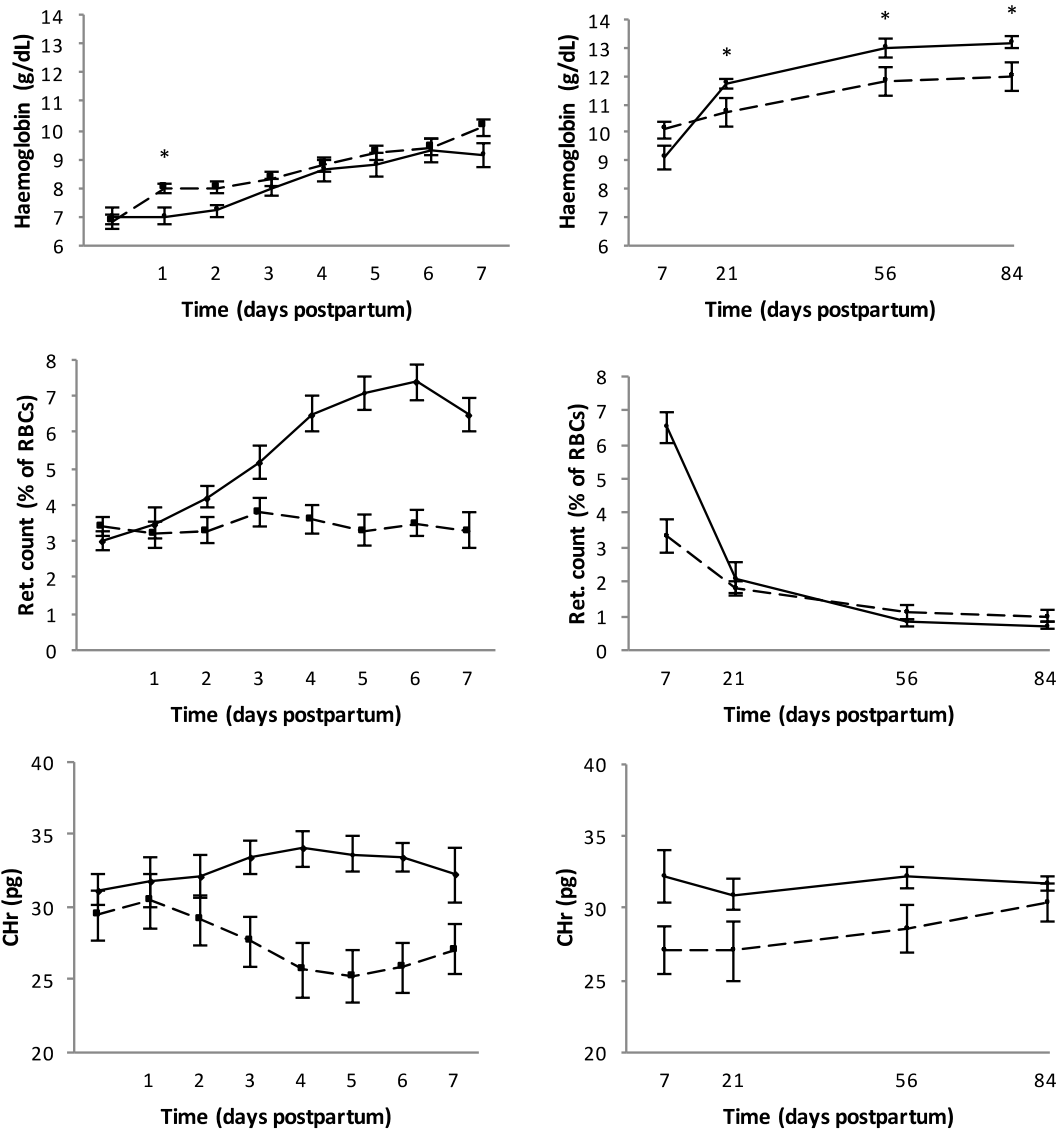 Haemoglobin (g/dL)
14
13
12
11
10
9
8
7
6
*
1 2 3 4 5 6 7
Time (days postpartum)
Haemoglobin (g/dL)
14
13
12
11
10
9
8
7
6
* * *
7 21 56 84
Time (days postpartum)
Ret. count (% of RBCs)
8
7
6
5
4
3
2
1
0
1 2 3 4 5 6 7
Time (days postpartum)
Ret. count (% of RBCs)
8
7
6
5
4
3
2
1
0
7 21 56 84
Time (days postpartum)
CHr (pg)
40
35
30
25
20
1 2 3 4 5 6 7
Time (days postpartum)
CHr (pg)
40
35
30
25
20
7 21 56 84
Time (days postpartum)